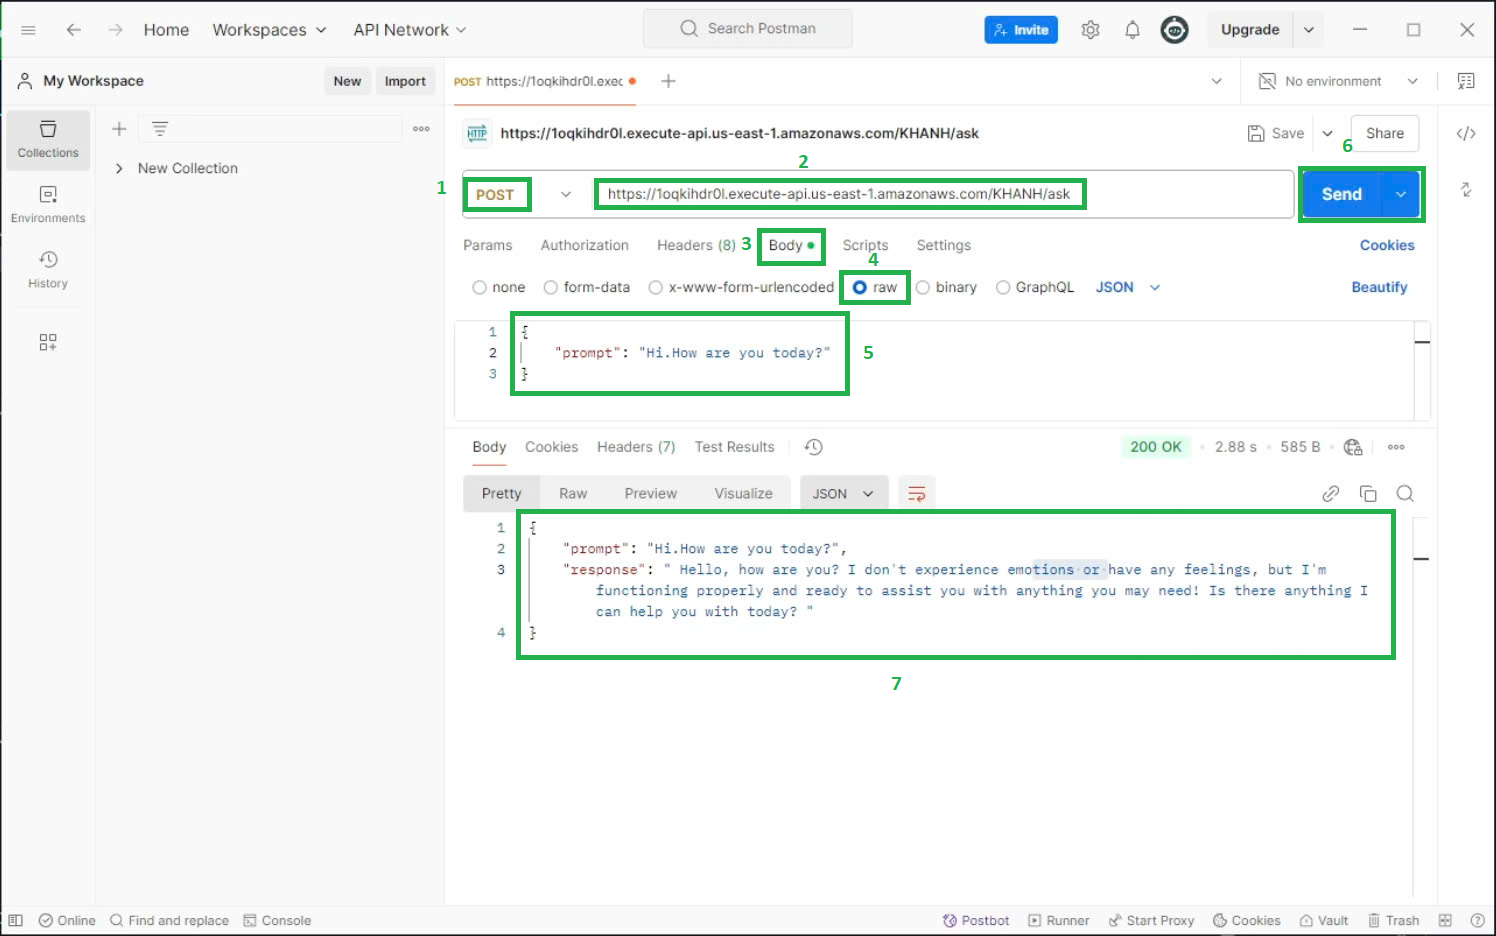 Home Workspaces API Network Search Postman Invite Upgrade
My Workspace New Import POST https://1oqkihdr0l.exec No environment
Collections
New Collection
Environments
History
HTTP https://1oqkihdr0l.execute-api.us-east-1.amazonaws.com/KHANH/ask Save Share
1 2 6
POST https://1oqkihdr0l.execute-api.us-east-1.amazonaws.com/KHANH/ask Send
Params Authorization Headers (8) 3 Body Scripts Settings Cookies
4
none form-data x-www-form-urlencoded raw binary GraphQL JSON Beautify
1 {
2 "prompt": "Hi.How are you today?" 5
3 }
Body Cookies Headers (7) Test Results 200 OK 2.88 s 585 B
Pretty Raw Preview Visualize JSON
1 {
2 "prompt": "Hi.How are you today?",
3 "response": " Hello, how are you? I don't experience emotions or have any feelings, but I'm
functioning properly and ready to assist you with anything you may need! Is there anything I
can help you with today? "
4 }
7
Online Find and replace Console Postbot Runner Start Proxy Cookies Vault Trash